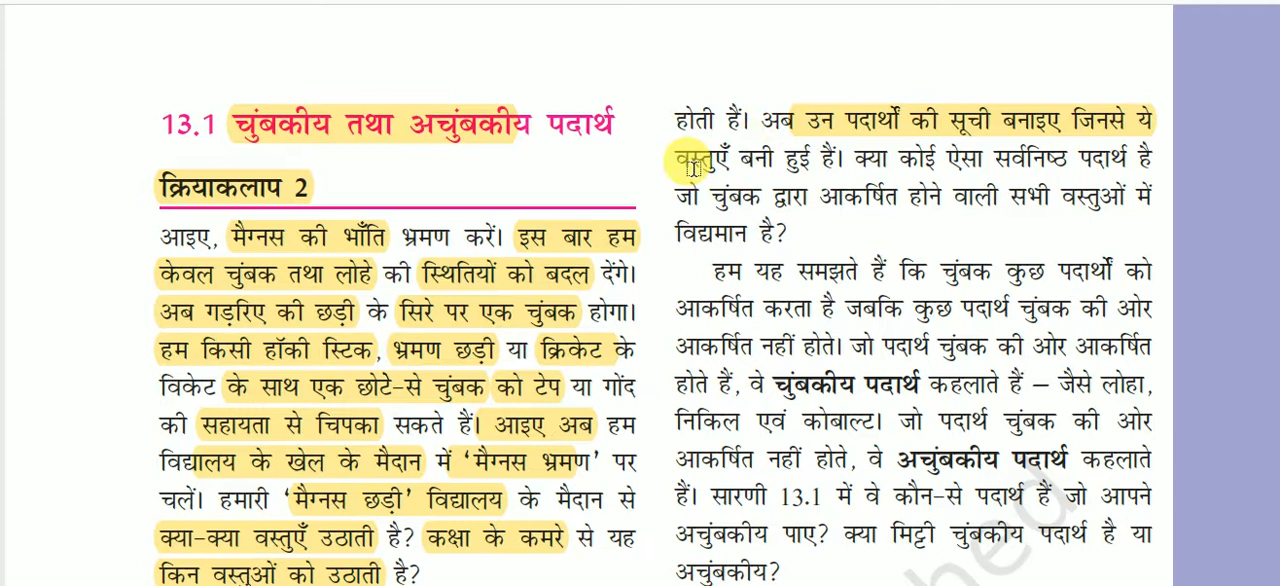 13.1 चुंबकीय तथा अचुंबकीय पदार्थ
क्रियाकलाप 2
आइए, मैग्नस की भाँति भ्रमण करें। इस बार हम
केवल चुंबक तथा लोहे की स्थितियों को बदल देंगे।
अब गड़रिए की छड़ी के सिरे पर एक चुंबक होगा।
हम किसी हॉकी स्टिक, भ्रमण छड़ी या क्रिकेट के
विकेट के साथ एक छोटे-से चुंबक को टेप या गोंद
की सहायता से चिपका सकते हैं। आइए अब हम
विद्यालय के खेल के मैदान में ‘मैग्नस भ्रमण’ पर
चलें। हमारी ‘मैग्नस छड़ी’ विद्यालय के मैदान से
क्या-क्या वस्तुएँ उठाती है? कक्षा के कमरे से यह
किन वस्तुओं को उठाती है?
होती हैं। अब उन पदार्थों की सूची बनाइए जिनसे ये
वस्तुएँ बनी हुई हैं। क्या कोई ऐसा सर्वनिष्ठ पदार्थ है
जो चुंबक द्वारा आकर्षित होने वाली सभी वस्तुओं में
विद्यमान है?
हम यह समझते हैं कि चुंबक कुछ पदार्थों को
आकर्षित करता है जबकि कुछ पदार्थ चुंबक की ओर
आकर्षित नहीं होते। जो पदार्थ चुंबक की ओर आकर्षित
होते हैं, वे चुंबकीय पदार्थ कहलाते हैं – जैसे लोहा,
निकिल एवं कोबाल्ट। जो पदार्थ चुंबक की ओर
आकर्षित नहीं होते, वे अचुंबकीय पदार्थ कहलाते
हैं। सारणी 13.1 में वे कौन-से पदार्थ हैं जो आपने
अचुंबकीय पाए? क्या मिट्टी चुंबकीय पदार्थ है या
अचुंबकीय?